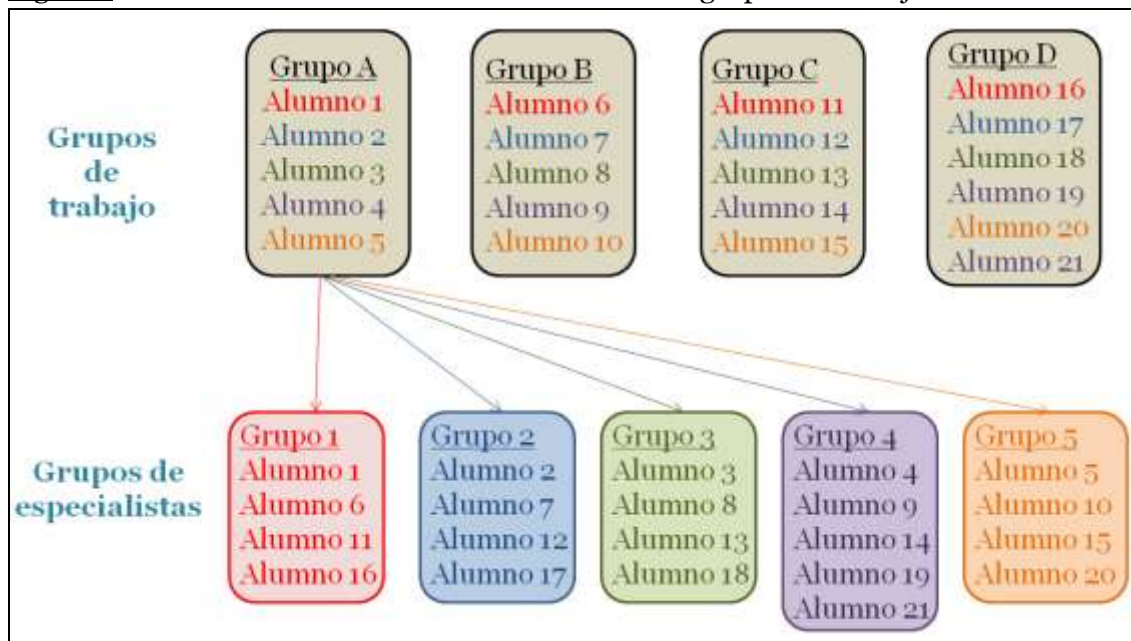 Grupos
de
trabajo
Grupo A
Alumno 1
Alumno 2
Alumno 3
Alumno 4
Alumno 5
Grupo B
Alumno 6
Alumno 7
Alumno 8
Alumno 9
Alumno 10
Grupo C
Alumno 11
Alumno 12
Alumno 13
Alumno 14
Alumno 15
Grupo D
Alumno 16
Alumno 17
Alumno 18
Alumno 19
Alumno 20
Alumno 21
Grupos de
especialistas
Grupo 1
Alumno 1
Alumno 6
Alumno 11
Alumno 16
Grupo 2
Alumno 2
Alumno 7
Alumno 12
Alumno 17
Grupo 3
Alumno 3
Alumno 8
Alumno 13
Alumno 18
Grupo 4
Alumno 4
Alumno 9
Alumno 14
Alumno 19
Alumno 21
Grupo 5
Alumno 5
Alumno 10
Alumno 15
Alumno 20